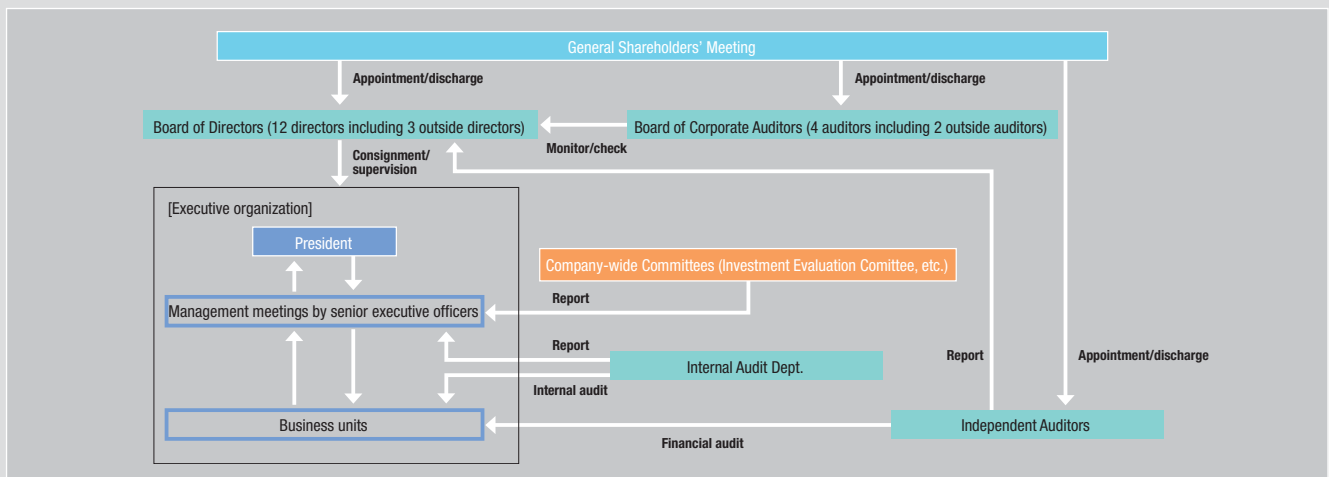 General Shareholders' Meeting
Appointment/discharge
Appointment/discharge
Board of Directors (12 directors including 3 outside directors)
Board of Corporate Auditors (4 auditors including 2 outside auditors)
Monitor/check
Consignment/
supervision
[Executive organization]
President
Company-wide Committees (Investment Evaluation Comittee, etc.)
Report
Management meetings by senior executive officers
Report
Internal Audit Dept.
Report
Appointment/discharge
Internal audit
Business units
Independent Auditors
Financial audit